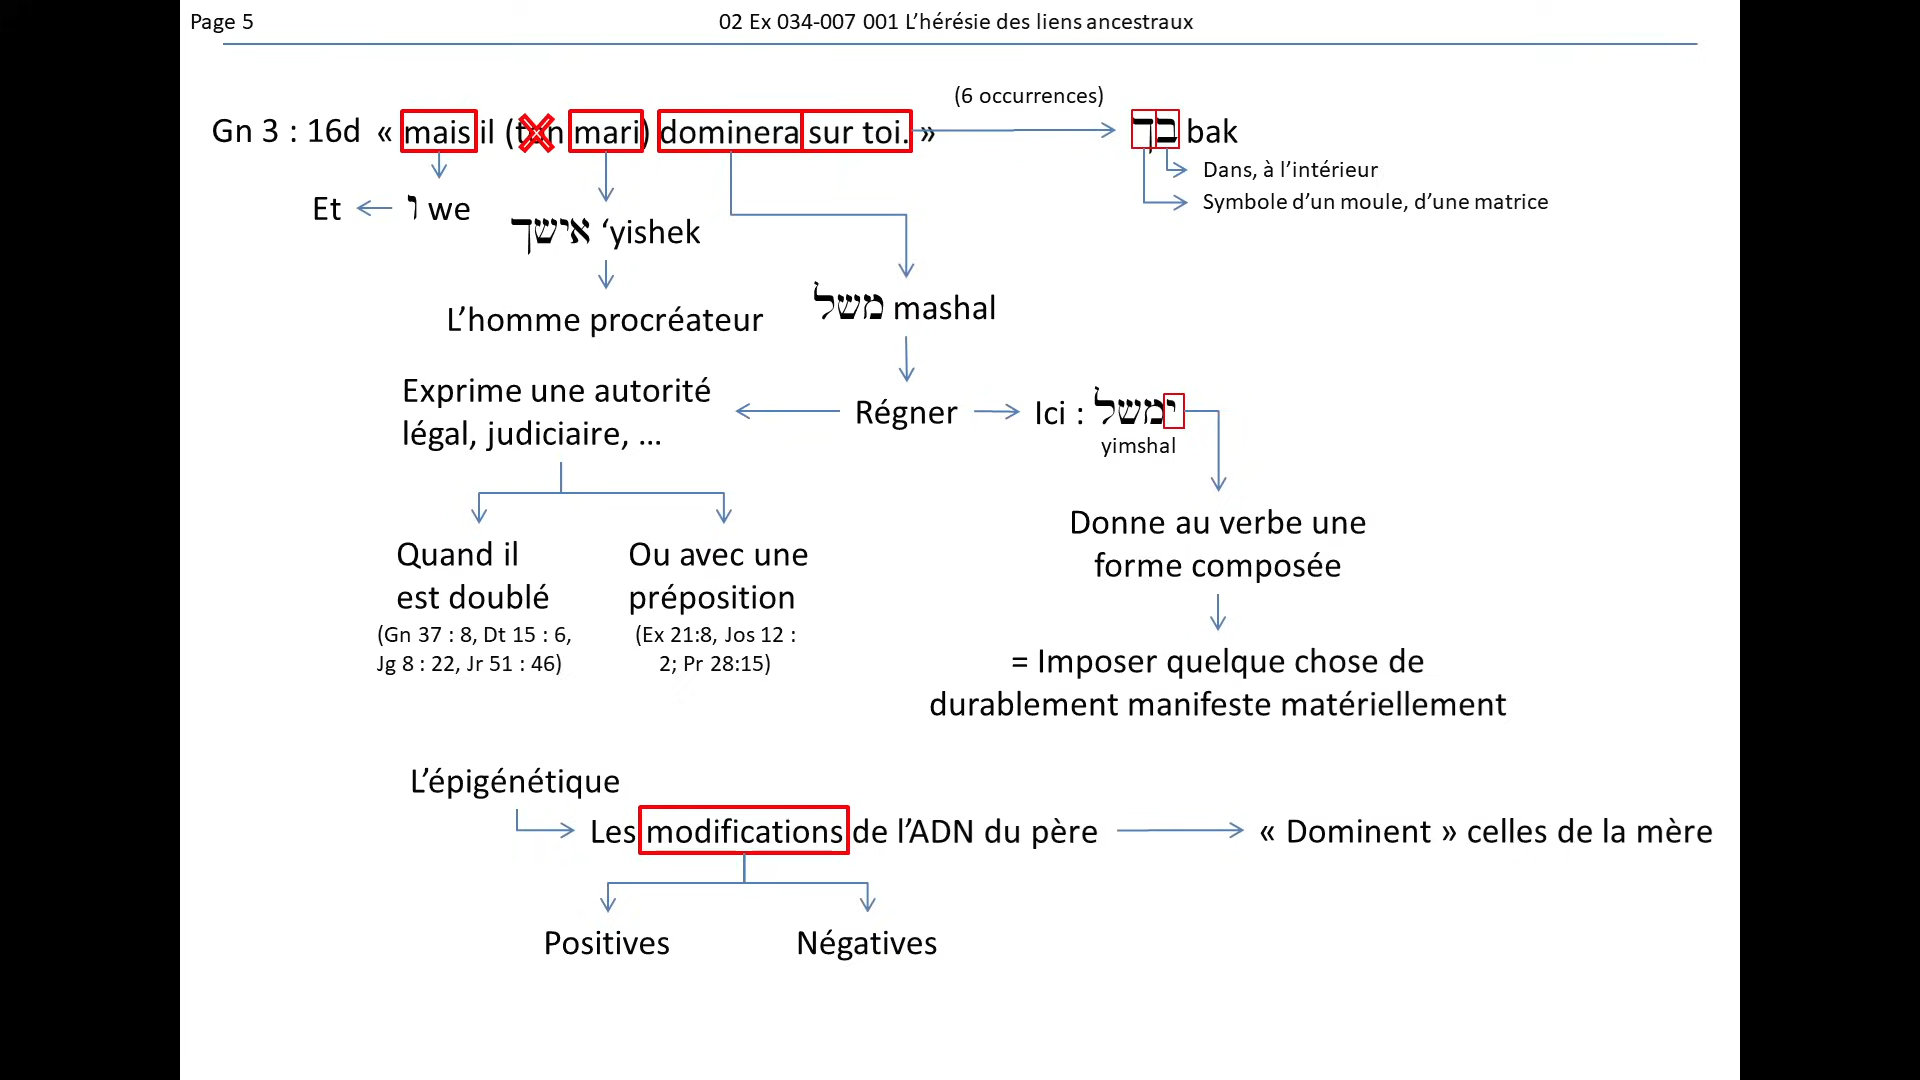 Page 5
02 Ex 034-007 001 L’hérésie des liens ancestraux
(6 occurrences)
Gn 3 : 16d « mais il (ton mari) dominera sur toi. »
בך bak
Dans, à l’intérieur
Symbole d’un moule, d’une matrice
Et
ו we
אישך ‘yishek
L’homme procréateur
משל mashal
Exprime une autorité
légal, judiciaire, ...
Régner
Ici : ימשל
yimshal
Quand il
est doublé
(Gn 37 : 8, Dt 15 : 6,
Jg 8 : 22, Jr 51 : 46)
Ou avec une
préposition
(Ex 21:8, Jos 12 :
2; Pr 28:15)
Donne au verbe une
forme composée
= Imposer quelque chose de
durablement manifeste matériellement
L’épigénétique
Les modifications de l’ADN du père
« Dominent » celles de la mère
Positives
Négatives